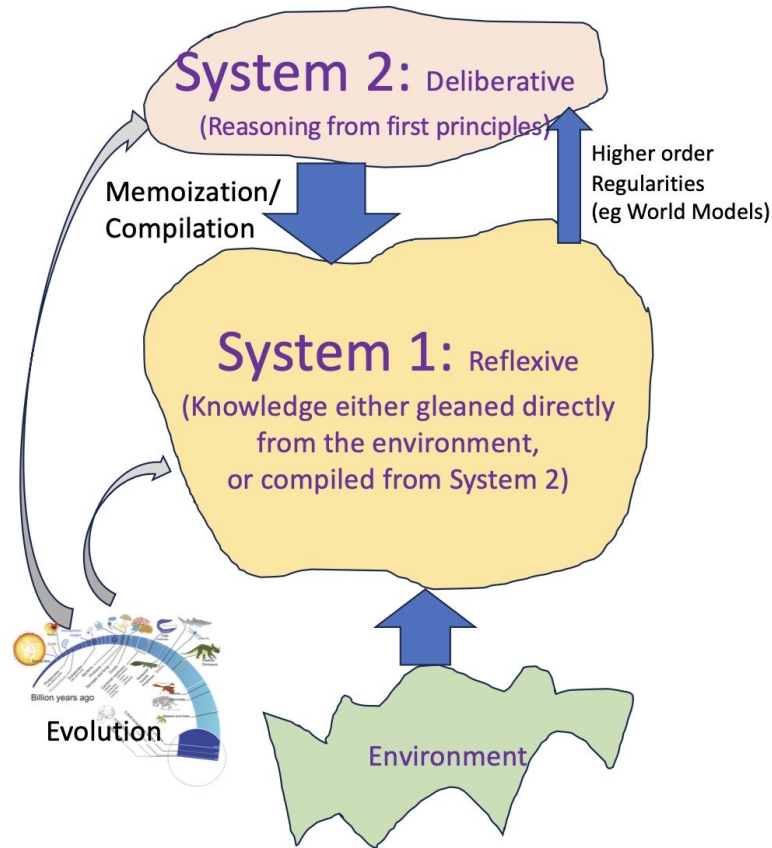 System 2: Deliberative
(Reasoning from first principles)
Higher order
Regularities
(eg World Models)
Memoization/
Compilation
System 1: Reflexive
(Knowledge either gleaned directly
from the environment,
or compiled from System 2)
Billion years ago
Evolution
Environment